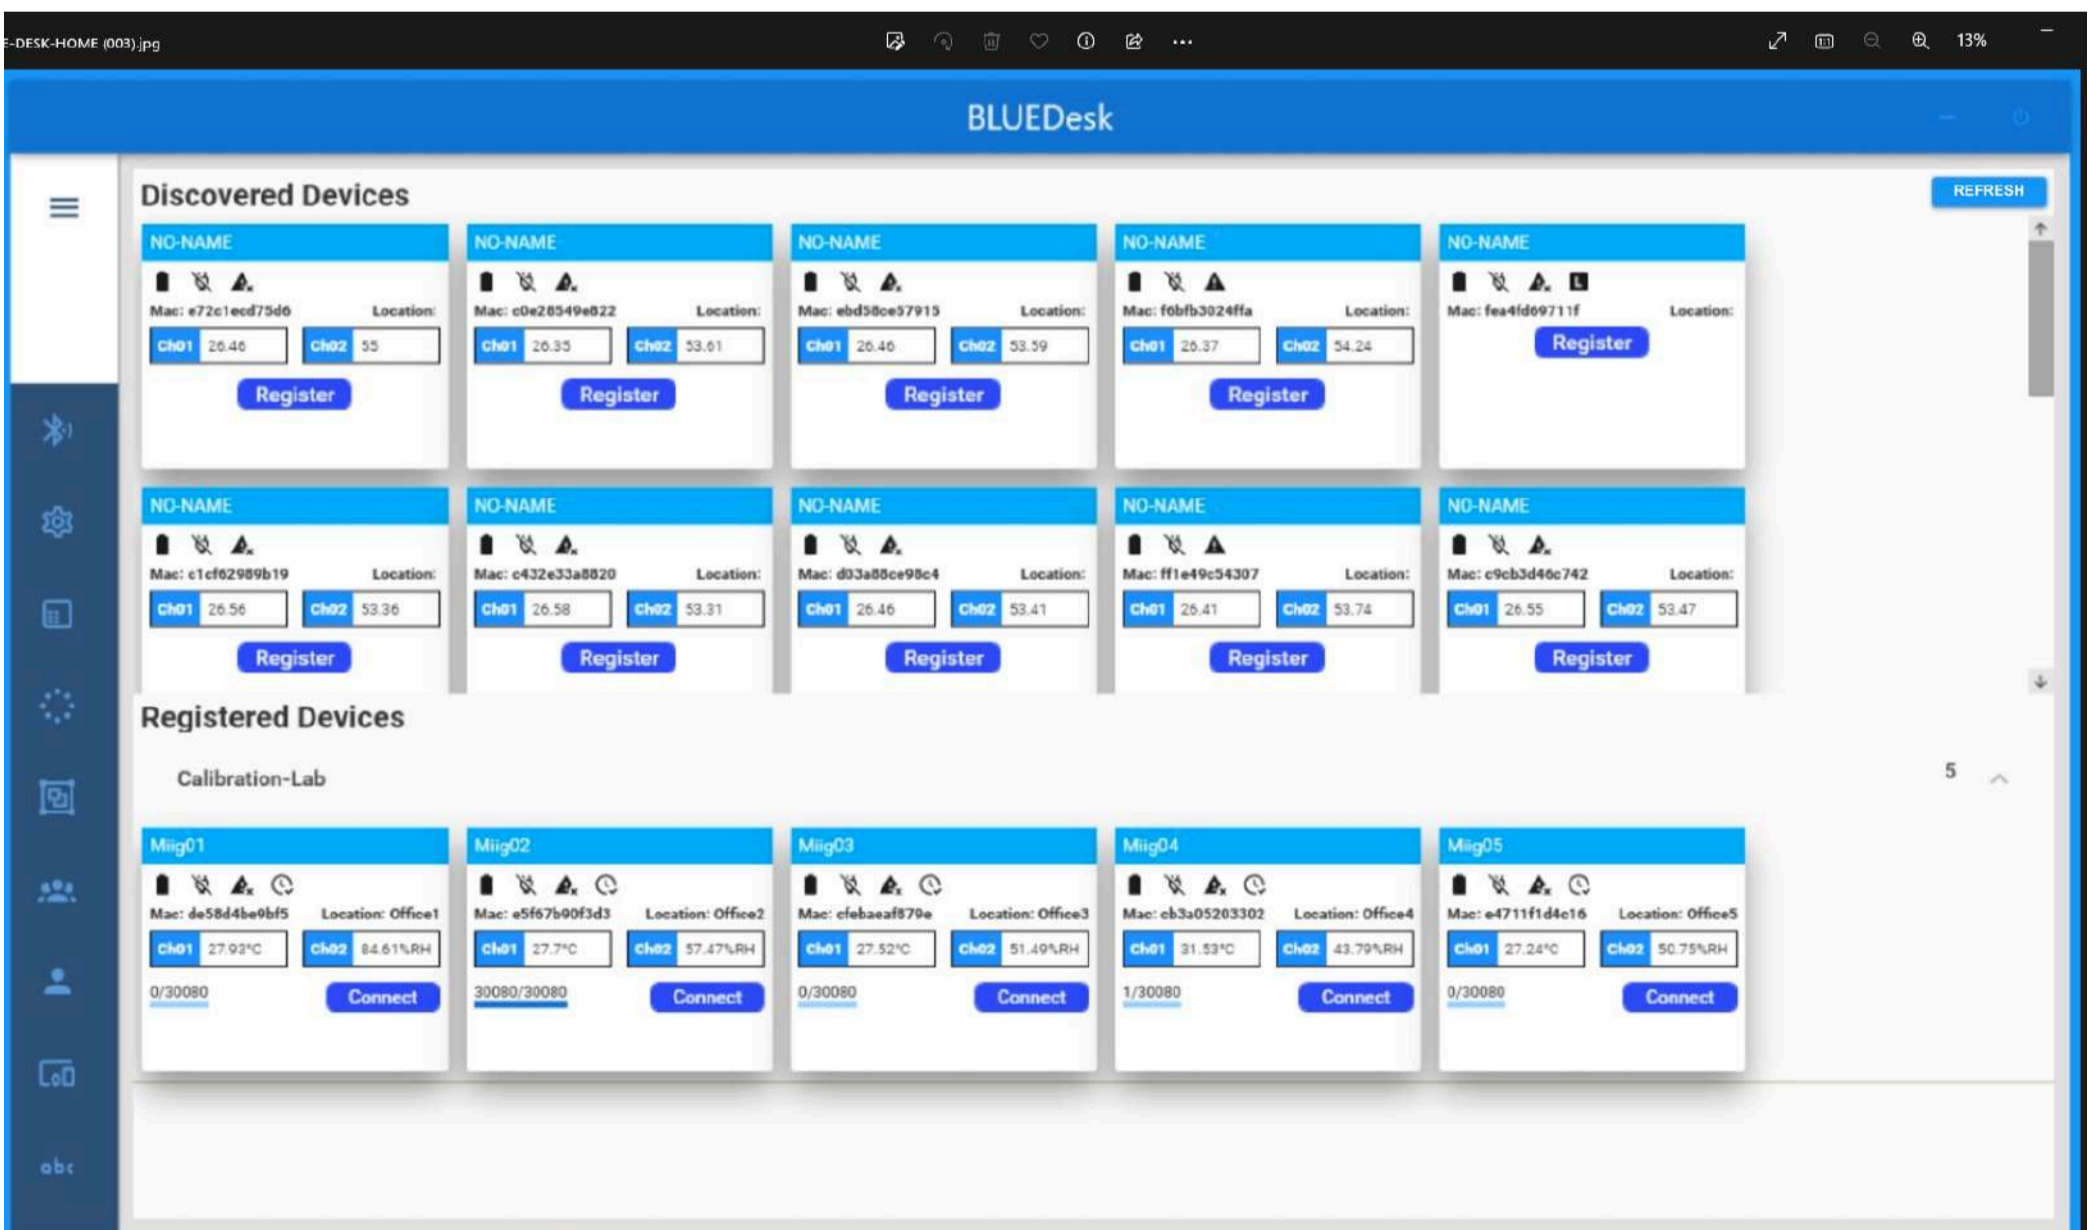 E-DESK-HOME (003).jpg
13%
BLUEDesk
Discovered Devices
REFRESH
NO-NAME NO-NAME NO-NAME NO-NAME NO-NAME
L
Mac: e72c1ecd75d6 Location: Mac: c0e28549e822 Location: Mac: ebd58ce57915 Location: Mac: f6bfb3024ffa Location: Mac: fea4fd69711f Location:
Ch01 26.46 Ch02 55 Ch01 26.35 Ch02 53.61 Ch01 26.46 Ch02 53.59 Ch01 26.37 Ch02 54.24 Register
Register Register Register Register
NO-NAME NO-NAME NO-NAME NO-NAME NO-NAME
Mac: c1cf62989b19 Location: Mac: c432e33a8820 Location: Mac: d03a88ce98c4 Location: Mac: ff1e49c54307 Location: Mac: c9cb3d46c742 Location:
Ch01 26.56 Ch02 53.36 Ch01 26.58 Ch02 53.31 Ch01 26.46 Ch02 53.41 Ch01 26.41 Ch02 53.74 Ch01 26.55 Ch02 53.47
Register Register Register Register Register
Registered Devices
Calibration-Lab 5
Miig01 Miig02 Miig03 Miig04 Miig05
Mac: de58d4be9bf5 Location: Office1 Mac: e5f67b90f3d3 Location: Office2 Mac: cfebaeaf879e Location: Office3 Mac: cb3a05203302 Location: Office4 Mac: e4711f1d4c16 Location: Office5
Ch01 27.93°C Ch02 84.61%RH Ch01 27.7°C Ch02 57.47%RH Ch01 27.52°C Ch02 51.49%RH Ch01 31.53°C Ch02 43.79%RH Ch01 27.24°C Ch02 50.75%RH
0/30080 Connect 30080/30080 Connect 0/30080 Connect 1/30080 Connect 0/30080 Connect
abc